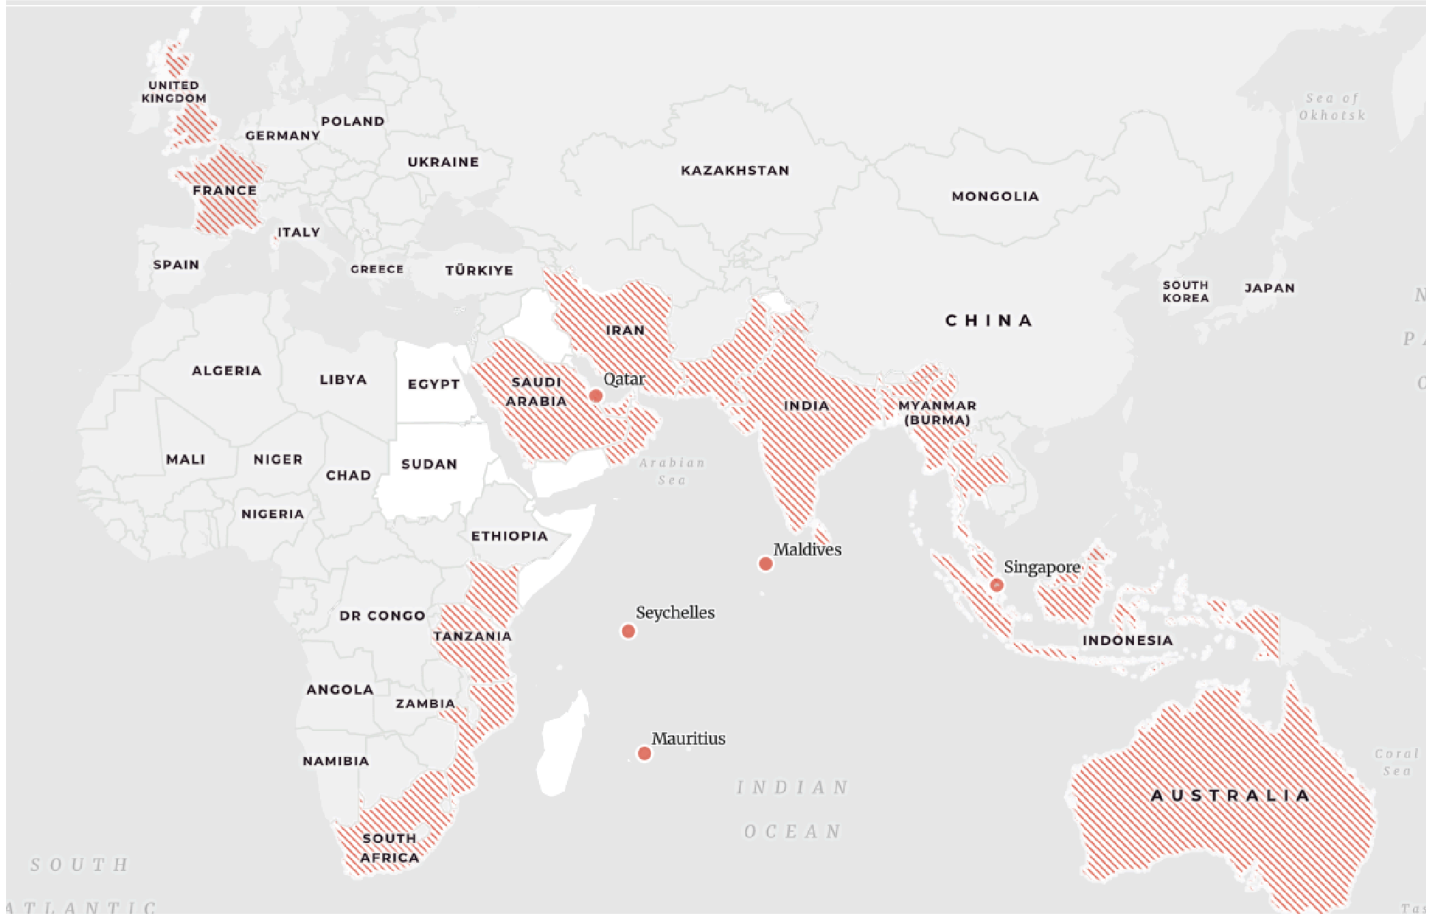 Sea of
Okhotsk
UNITED
KINGDOM
POLAND
GERMANY
UKRAINE
KAZAKHSTAN
FRANCE
MONGOLIA
ITALY
SPAIN
GREECE
TÜRKIYE
SOUTH
KOREA
JAPAN
N
CHINA
IRAN
P
ALGERIA
LIBYA
EGYPT
SAUDI
ARABIA
Qatar
INDIA
MYANMAR
(BURMA)
O
MALI
NIGER
CHAD
SUDAN
Arabian
Sea
NIGERIA
ETHIOPIA
Maldives
Singapore
DR CONGO
Seychelles
TANZANIA
INDONESIA
ANGOLA
ZAMBIA
Mauritius
NAMIBIA
INDIAN
OCEAN
Coral
Sea
AUSTRALIA
SOUTH
AFRICA
SOUTH
ATLANTIC
Tas